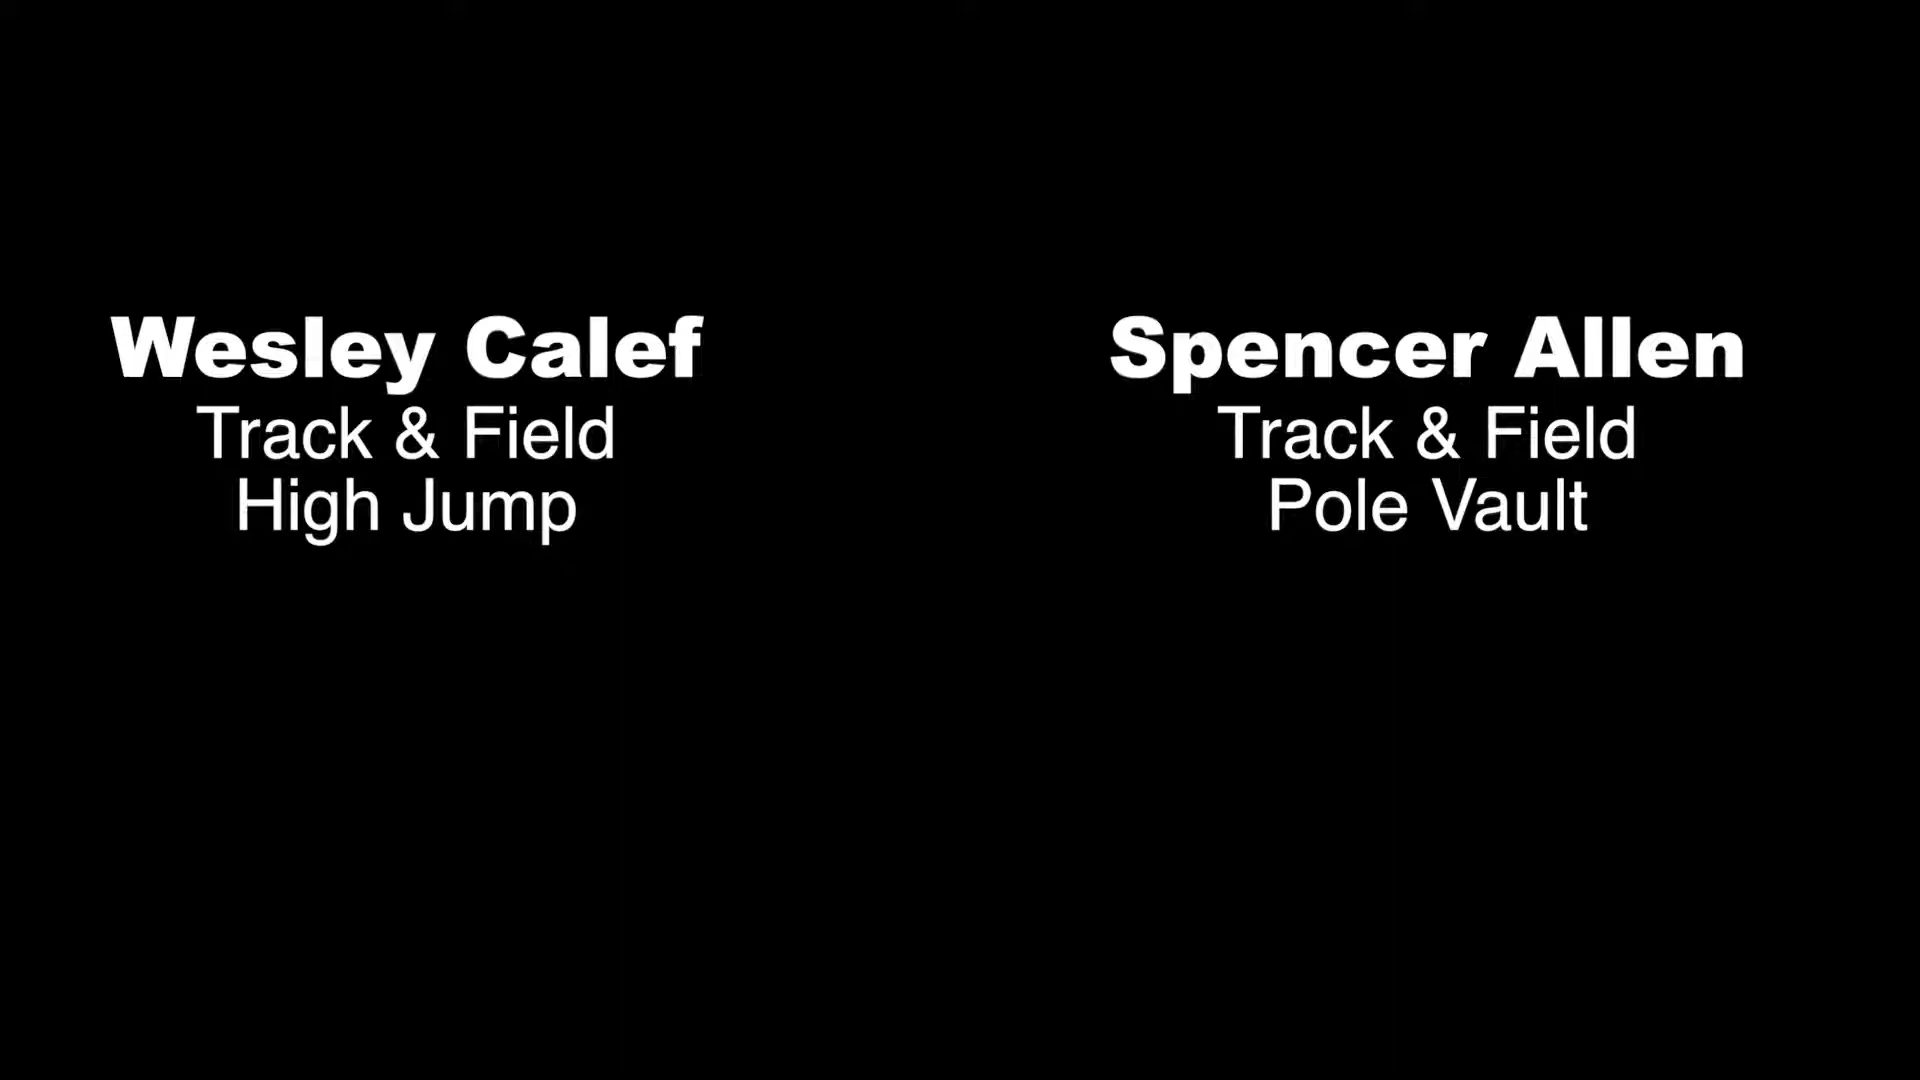 Wesley Calef
Track & Field
High Jump
Spencer Allen
Track & Field
Pole Vault